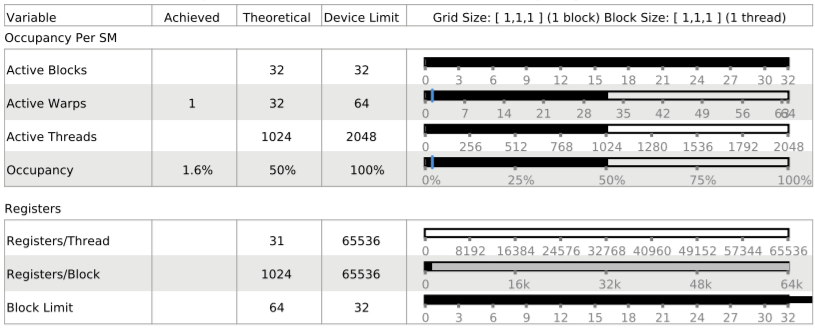 Variable Achieved Theoretical Device Limit Grid Size: [ 1,1,1 ] (1 block) Block Size: [ 1,1,1 ] (1 thread)
Occupancy Per SM
Active Blocks 32 32
0 3 6 9 12 15 18 21 24 27 30 32
Active Warps 1 32 64
0 7 14 21 28 35 42 49 56 63 64
Active Threads 1024 2048
0 256 512 768 1024 1280 1536 1792 2048
Occupancy 1.6% 50% 100%
0% 25% 50% 75% 100%
Registers
Registers/Thread 31 65536
0 8192 16384 24576 32768 40960 49152 57344 65536
Registers/Block 1024 65536
0 16k 32k 48k 64k
Block Limit 64 32
0 3 6 9 12 15 18 21 24 27 30 32